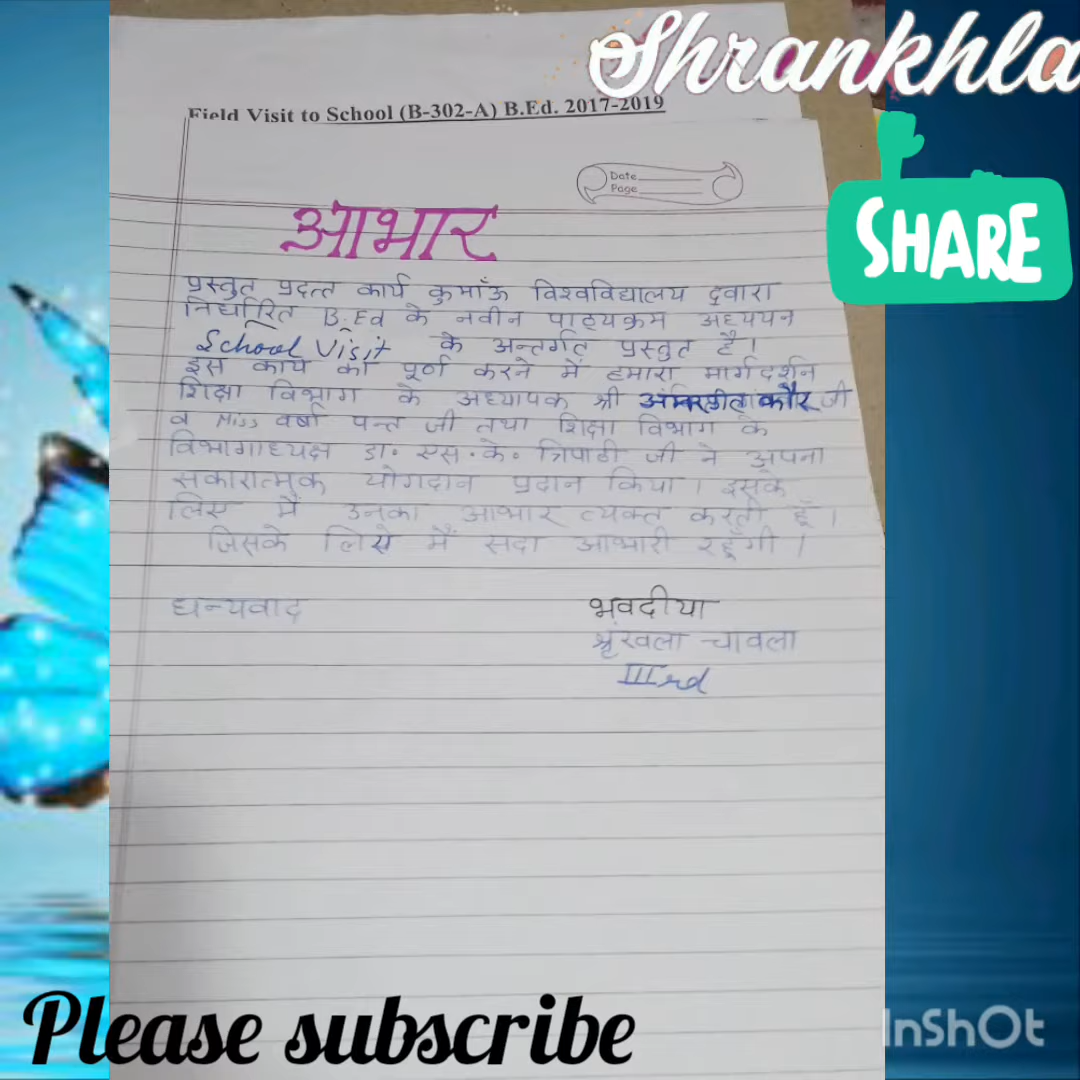 Shrankhla
Field Visit to School (B-302-A) B.Ed. 2017-2019
Date
Page
SHARE
आभार
प्रस्तुत प्रदत्त कार्य कुमाँऊ विश्वविद्यालय द्वारा
निर्धारित B.Ed के नवीन पाठ्यक्रम अध्ययन
School Visit के अन्तर्गत प्रस्तुत है।
इस कार्य को पूर्ण करने में हमारा मार्गदर्शन
शिक्षा विभाग के अध्यापक श्री कौर जी
व Miss वर्षा पन्त जी तथा शिक्षा विभाग के
विभागाध्यक्ष डा० एस.के. त्रिपाठी जी ने अपना
सकारात्मक योगदान प्रदान किया। इसके
लिए मैं उनका आभार व्यक्त करती हूँ।
जिसके लिये मैं सदा आभारी रहूँगी।
धन्यवाद भवदीया
श्रृंखला चावला
IIIrd
Please subscribe
InShOt